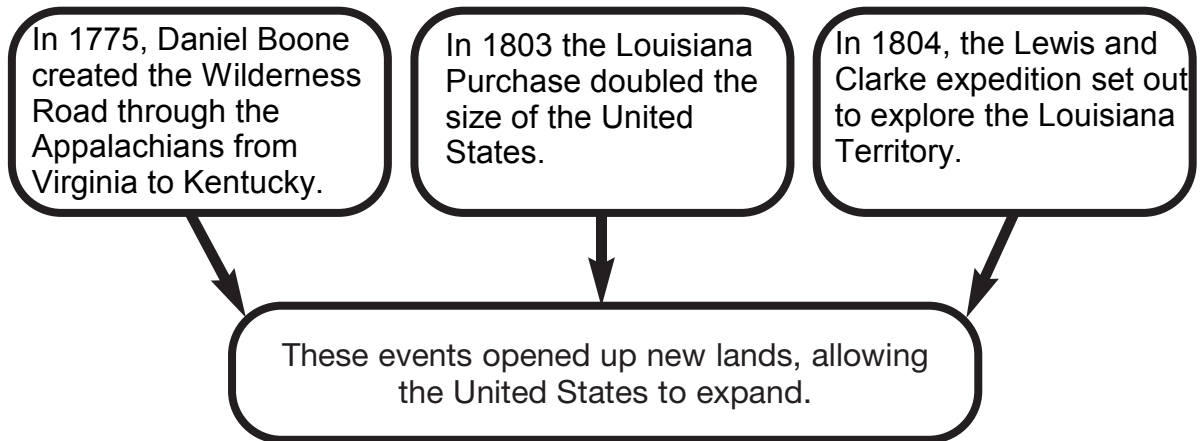 In 1775, Daniel Boone
created the Wilderness
Road through the
Appalachians from
Virginia to Kentucky.
In 1803 the Louisiana
Purchase doubled the
size of the United
States.
In 1804, the Lewis and
Clarke expedition set out
to explore the Louisiana
Territory.
These events opened up new lands, allowing
the United States to expand.